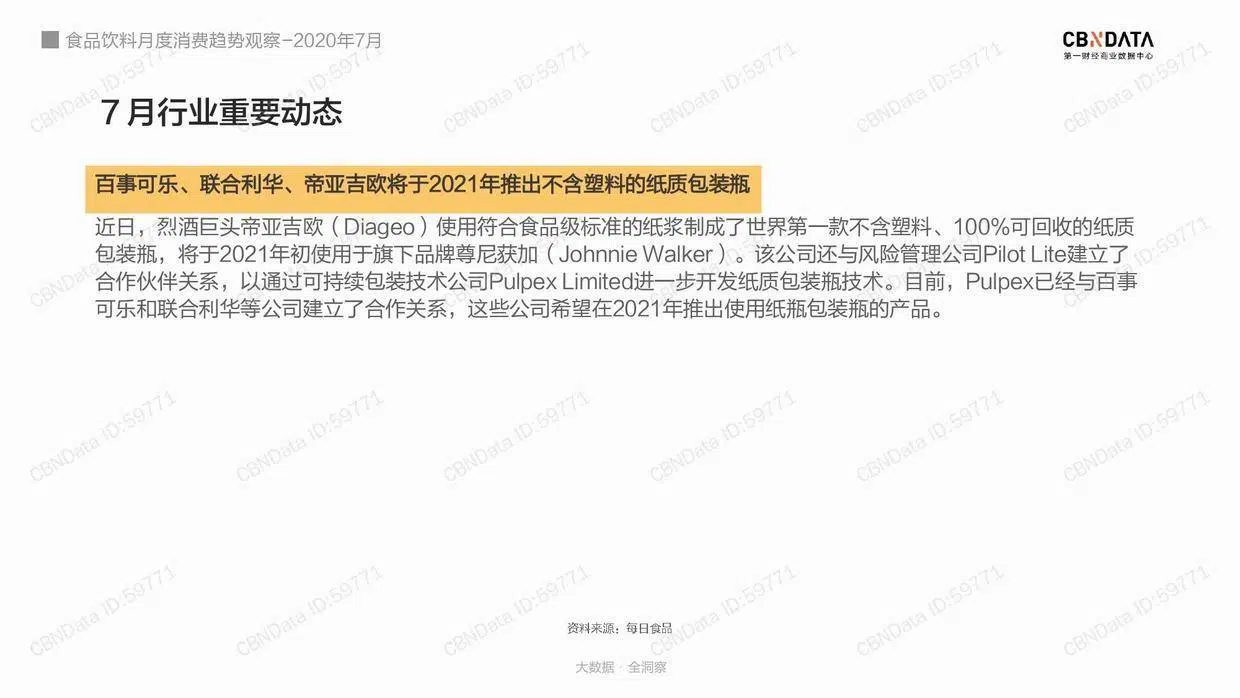 食品饮料月度消费趋势观察-2020年7月
CBNDATA
第一财经商业数据中心
7月行业重要动态
百事可乐、联合利华、帝亚吉欧将于2021年推出不含塑料的纸质包装瓶
近日，烈酒巨头帝亚吉欧（Diageo）使用符合食品级标准的纸浆制成了世界第一款不含塑料、100%可回收的纸质
包装瓶，将于2021年初使用于旗下品牌尊尼获加（Johnnie Walker）。该公司还与风险管理公司Pilot Lite建立了
合作伙伴关系，以通过可持续包装技术公司Pulpex Limited进一步开发纸质包装瓶技术。目前，Pulpex已经与百事
可乐和联合利华等公司建立了合作关系，这些公司希望在2021年推出使用纸瓶包装瓶的产品。
资料来源：每日食品
大数据·全洞察
CBNData ID:59771